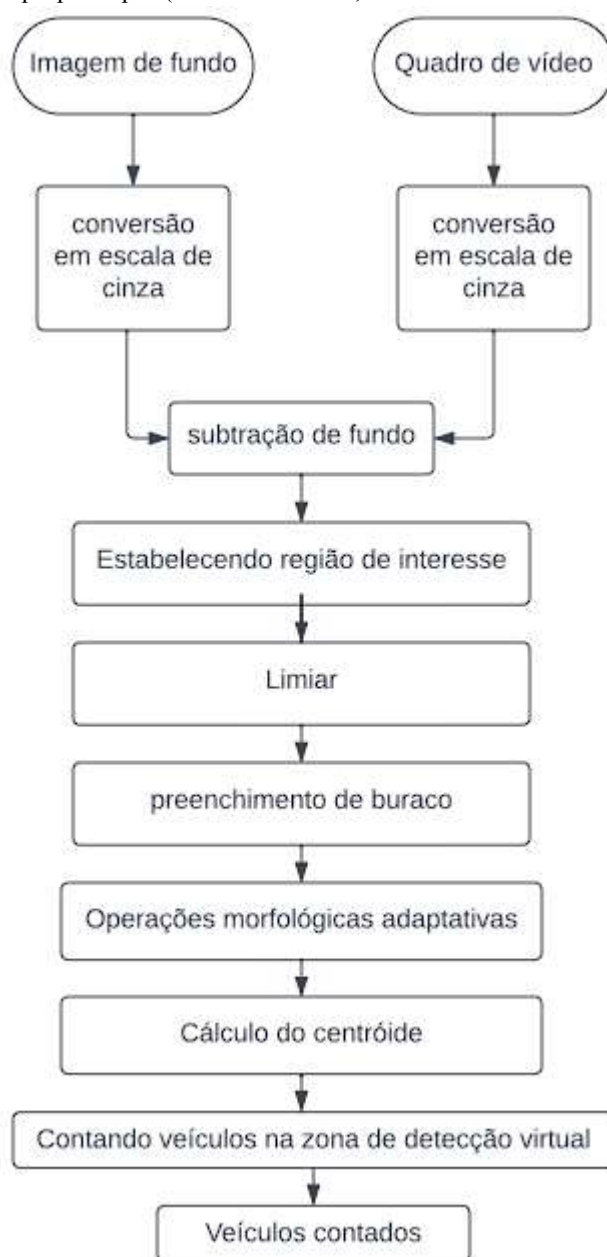 Imagem de fundo
Quadro de vídeo
conversão
em escala de
cinza
conversão
em escala de
cinza
subtração de fundo
Estabelecendo região de interesse
Limiar
preenchimento de buraco
Operações morfológicas adaptativas
Cálculo do centróide
Contando veículos na zona de detecção virtual
Veículos contados